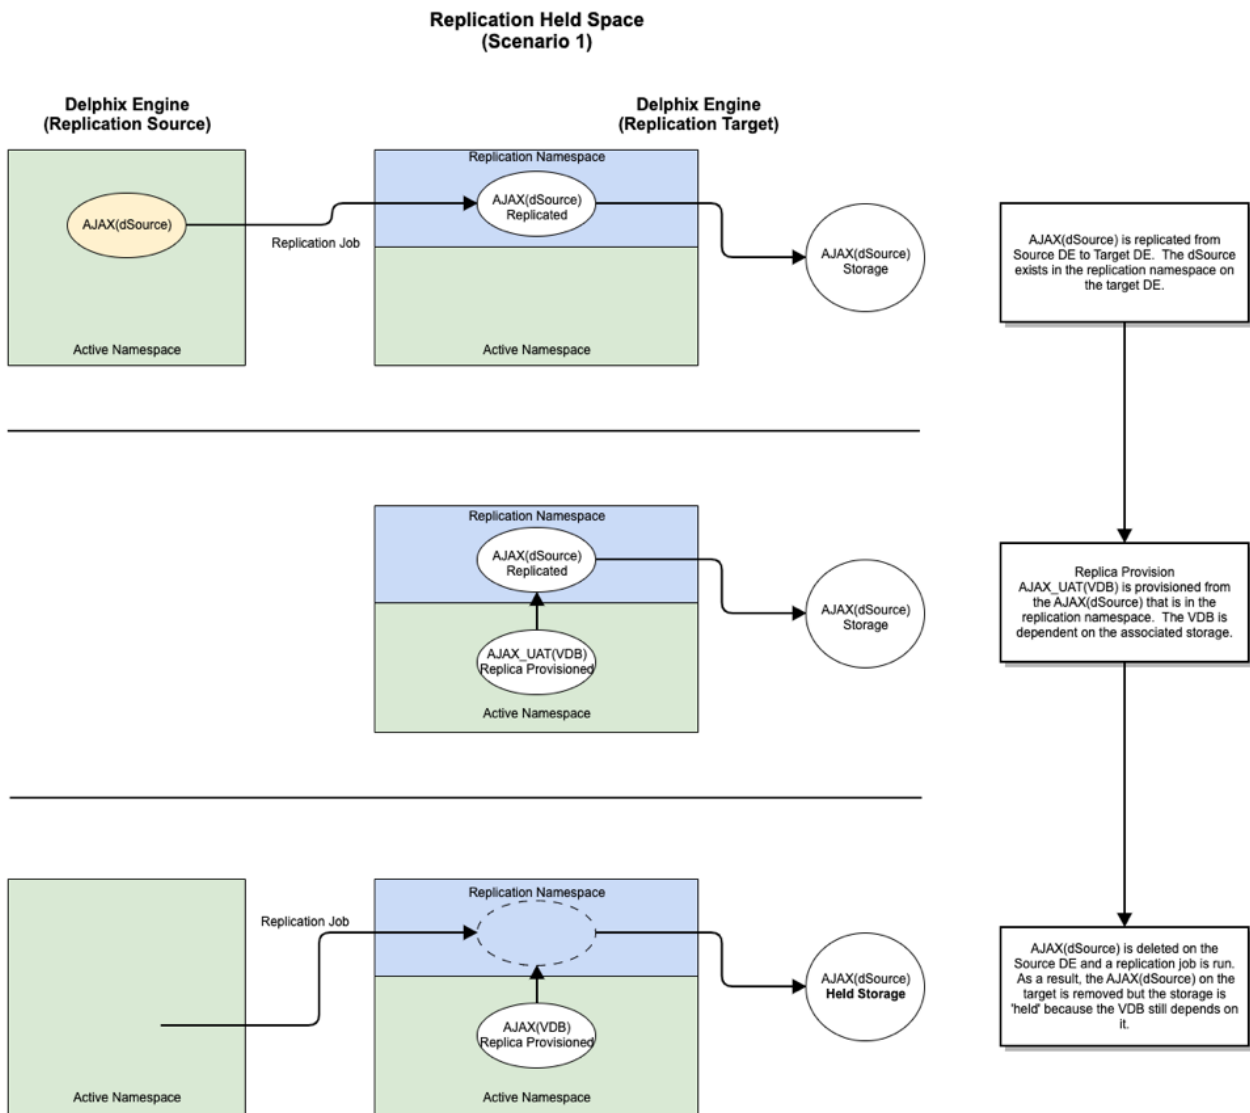 Replication Held Space
(Scenario 1)
Delphix Engine
(Replication Source)
Delphix Engine
(Replication Target)
AJAX(dSource)
Active Namespace
Replication Job
Replication Namespace
AJAX(dSource)
Replicated
Active Namespace
AJAX(dSource)
Storage
AJAX(dSource) is replicated from
Source DE to Target DE.  The dSource
exists in the replication namespace on
the target DE.
Replication Namespace
AJAX(dSource)
Replicated
AJAX_UAT(VDB)
Replica Provisioned
Active Namespace
AJAX(dSource)
Storage
Replica Provision
AJAX_UAT(VDB) is provisioned from
the AJAX(dSource) that is in the
replication namespace.  The VDB is
dependent on the associated storage.
Active Namespace
Replication Job
Replication Namespace
AJAX(VDB)
Replica Provisioned
Active Namespace
AJAX(dSource)
Held Storage
AJAX(dSource) is deleted on the
Source DE and a replication job is run.
As a result, the AJAX(dSource) on the
target is removed but the storage is
'held' because the VDB still depends on
it.